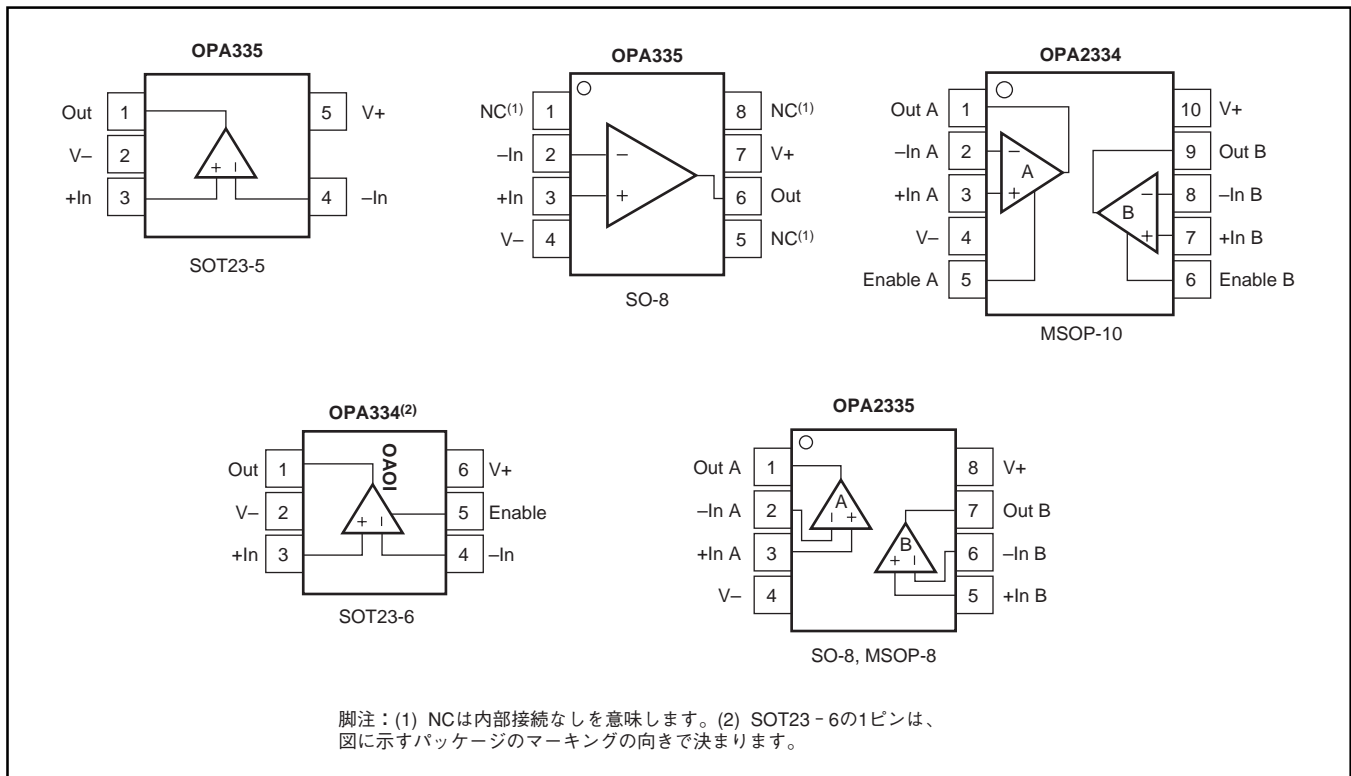 OPA335
Out 1
5 V+
V– 2
+In 3
4 –In
+ –
SOT23-5
OPA335
NC(1) 1
8 NC(1)
–In 2
–
7 V+
+In 3
+
6 Out
V– 4
5 NC(1)
SO-8
OPA2334
Out A 1
10 V+
–In A 2
–
A
9 Out B
+In A 3
+
–
B
8 –In B
V– 4
+
7 +In B
Enable A 5
6 Enable B
MSOP-10
OPA334(2)
OAOI
Out 1
6 V+
V– 2
5 Enable
+In 3
+ –
4 –In
SOT23-6
OPA2335
Out A 1
8 V+
–In A 2
A
– +
7 Out B
+In A 3
B
+ –
6 –In B
V– 4
5 +In B
SO-8, MSOP-8
脚注：(1) NCは内部接続なしを意味します。(2) SOT23‐6の1ピンは、
図に示すパッケージのマーキングの向きで決まります。